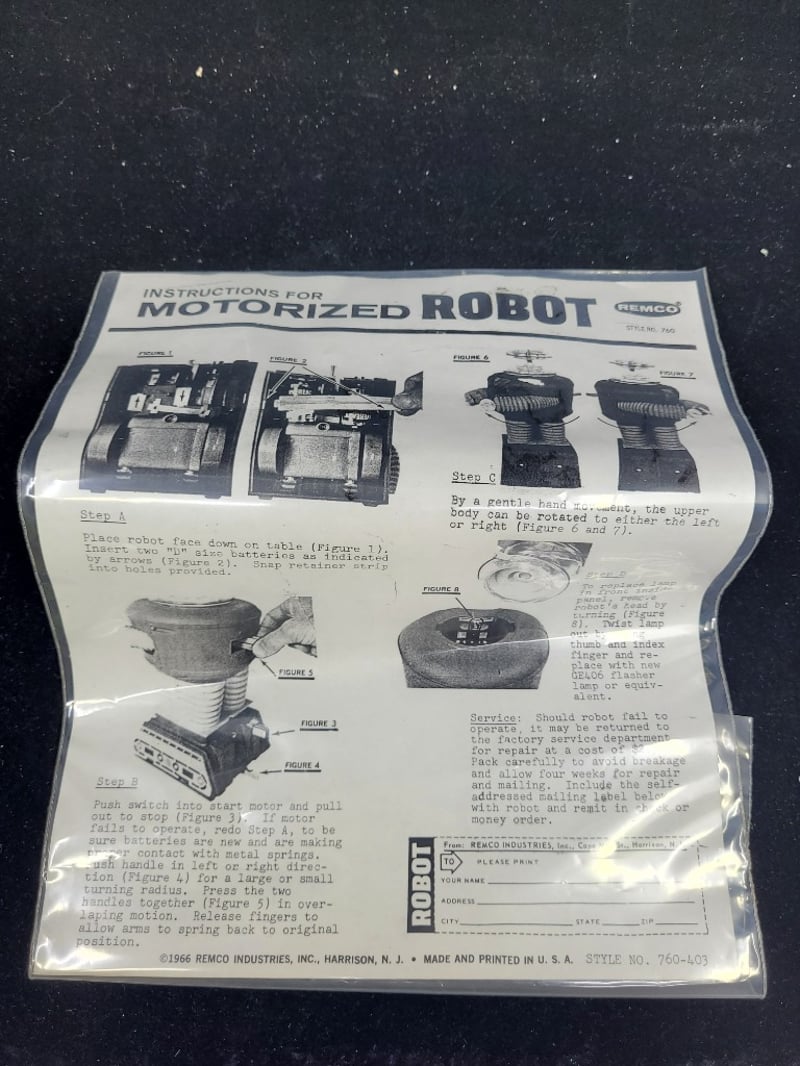 INSTRUCTIONS FOR
MOTORIZED ROBOT
REMCO
STYLE NO. 760
FIGURE 1
FIGURE 2
Step A
Place robot face down on table (Figure 1).
Insert two "D" size batteries as indicated
by arrows (Figure 2). Snap retainer strip
into holes provided.
FIGURE 5
FIGURE 3
FIGURE 4
Step B
Push switch into start motor and pull
out to stop (Figure 3). If motor
fails to operate, redo Step A, to be
sure batteries are new and are making
proper contact with metal springs.
Push handle in left or right direc-
tion (Figure 4) for a large or small
turning radius. Press the two
handles together (Figure 5) in over-
laping motion. Release fingers to
allow arms to spring back to original
position.
FIGURE 6
FIGURE 7
Step C
By a gentle hand movement, the upper
body can be rotated to either the left
or right (Figure 6 and 7).
FIGURE 8
Step D
To replace lamp
in front
panel, remove
robot's head by
turning (Figure
8). Twist lamp
out
thumb and index
finger and re-
place with new
GE406 flasher
lamp or equiv-
alent.
Service: Should robot fail to
operate, it may be returned to
the factory service department
for repair at a cost of
Pack carefully to avoid breakage
and allow four weeks for repair
and mailing. Include the self-
addressed mailing label below
with robot and remit in check or
money order.
ROBOT
From: REMCO INDUSTRIES, Inc., St., Harrison, N.
TO PLEASE PRINT
YOUR NAME
ADDRESS
CITY STATE ZIP
©1966 REMCO INDUSTRIES, INC., HARRISON, N. J. • MADE AND PRINTED IN U. S. A. STYLE NO. 760-403